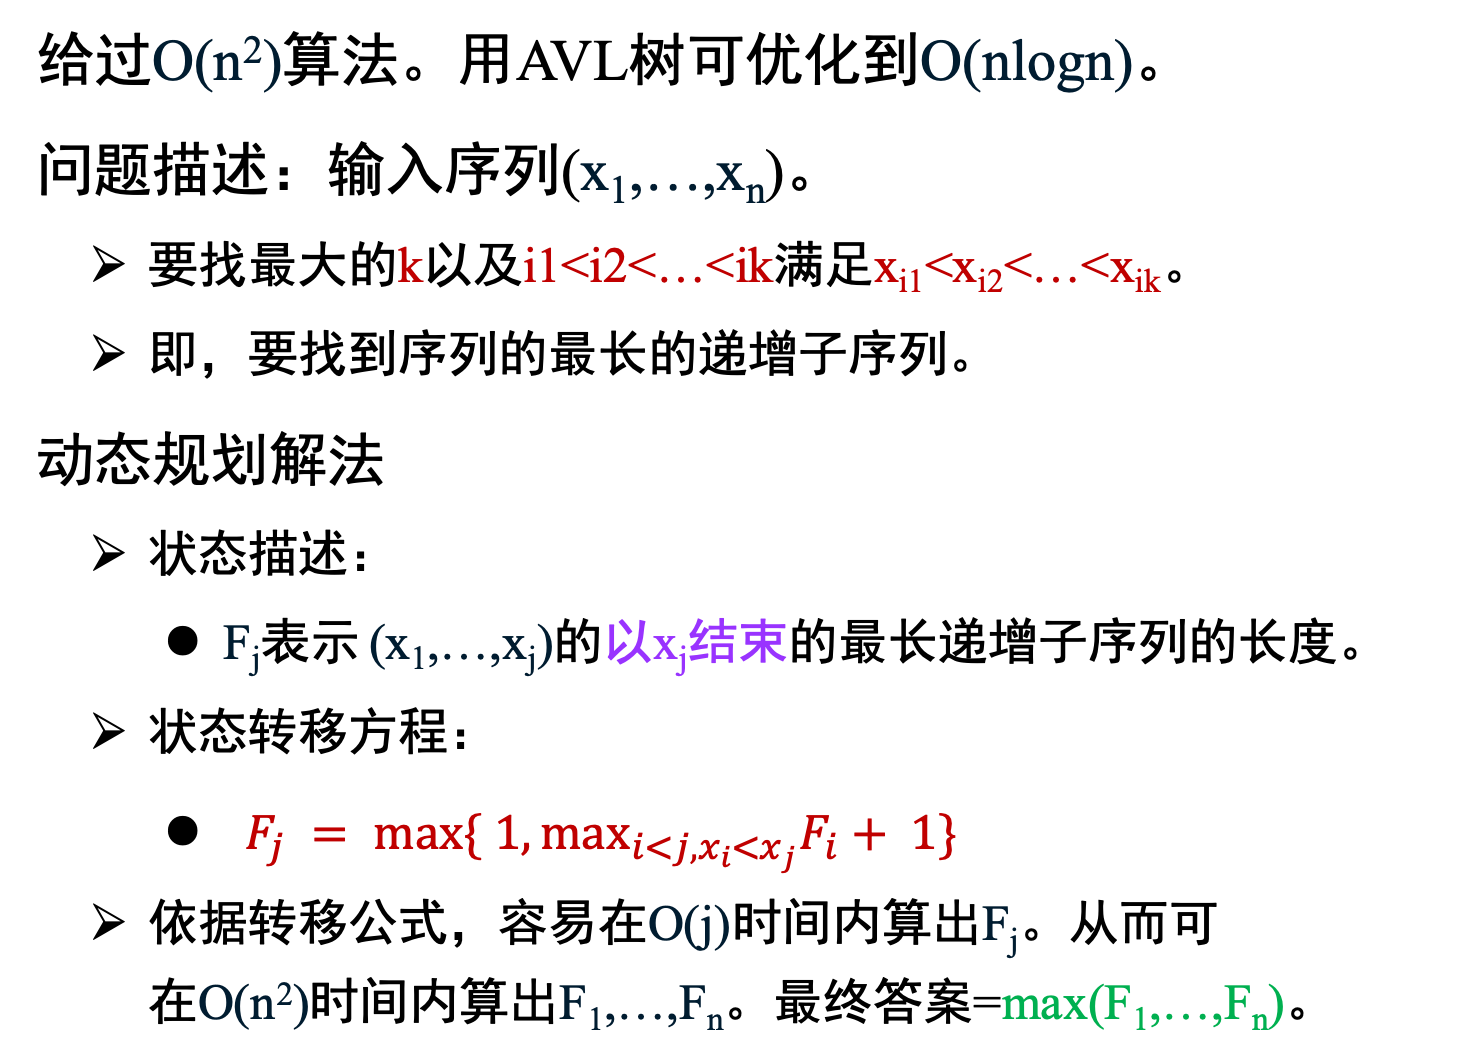 给过O(n²)算法。用AVL树可优化到O(nlogn)。
问题描述：输入序列(x₁,…,xₙ)。
➢ 要找最大的k以及i1<i2<…<ik满足xᵢ₁<xᵢ₂<…<xᵢₖ。
➢ 即，要找到序列的最长的递增子序列。
动态规划解法
➢ 状态描述：
● Fⱼ表示 (x₁,…,xⱼ)的以xⱼ结束的最长递增子序列的长度。
➢ 状态转移方程：
● Fⱼ = max{ 1, max_{i<j,xᵢ<xⱼ} Fᵢ + 1}
➢ 依据转移公式，容易在O(j)时间内算出Fⱼ。从而可
在O(n²)时间内算出F₁,…,Fₙ。最终答案=max(F₁,…,Fₙ)。